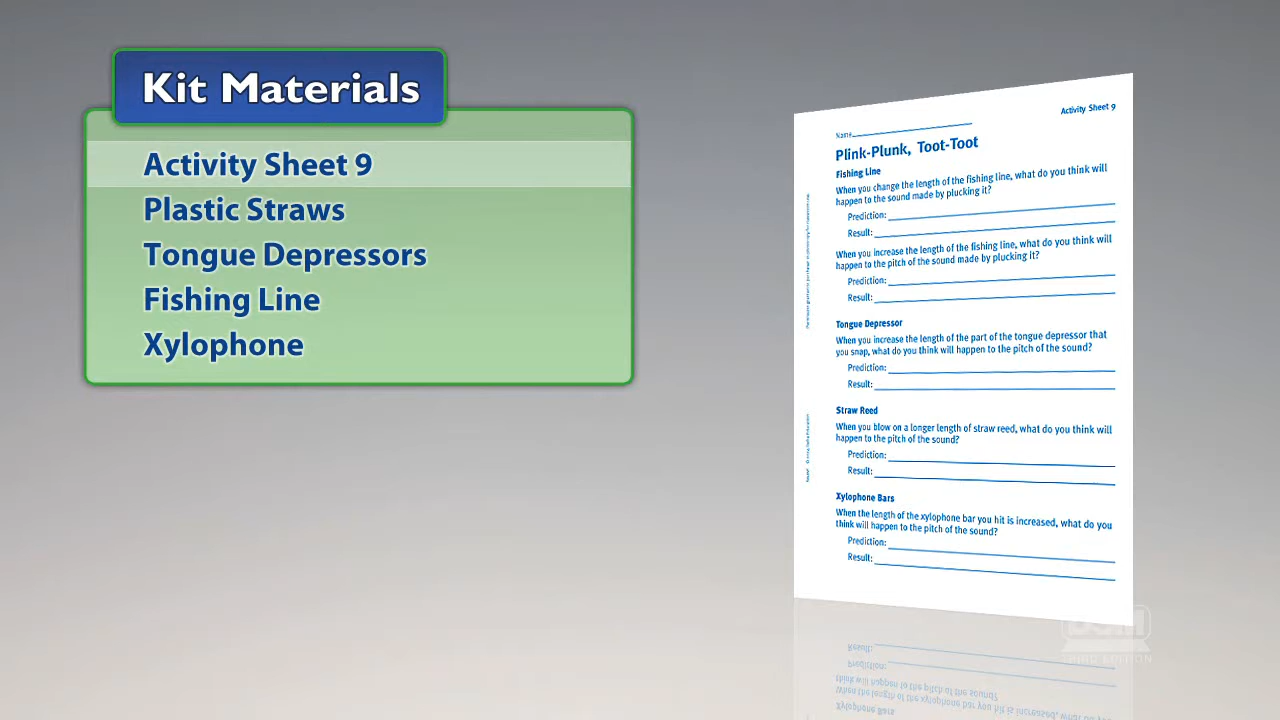 Kit Materials
Activity Sheet 9
Plastic Straws
Tongue Depressors
Fishing Line
Xylophone
Activity Sheet 9
Name
Plink-Plunk, Toot-Toot
Fishing Line
When you change the length of the fishing line, what do you think will
happen to the sound made by plucking it?
Prediction:
Result:
When you increase the length of the fishing line, what do you think will
happen to the pitch of the sound made by plucking it?
Prediction:
Result:
Tongue Depressor
When you increase the length of the part of the tongue depressor that
you snap, what do you think will happen to the pitch of the sound?
Prediction:
Result:
Straw Reed
When you blow on a longer length of straw reed, what do you think will
happen to the pitch of the sound?
Prediction:
Result:
Xylophone Bars
When the length of the xylophone bar you hit is increased, what do you
think will happen to the pitch of the sound?
Prediction:
Result:
THIRD EDITION